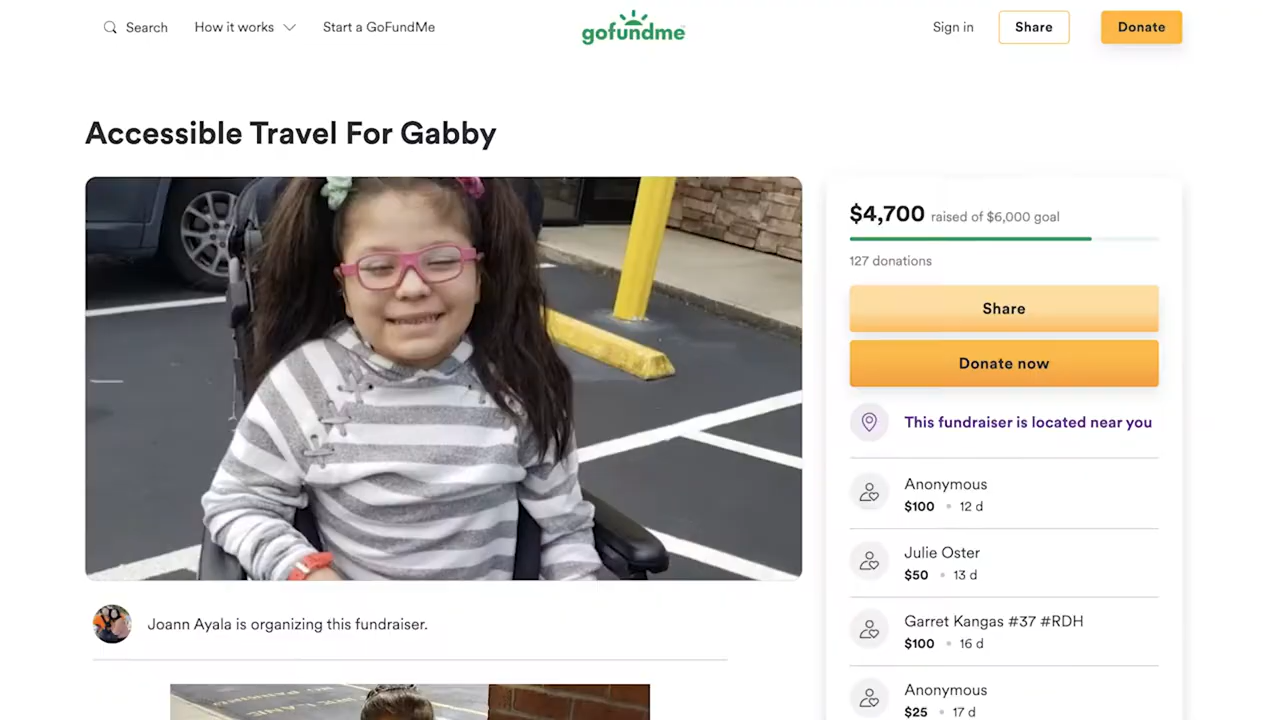 Search
How it works
Start a GoFundMe
gofundme
Sign in
Share
Donate
Accessible Travel For Gabby
$4,700 raised of $6,000 goal
127 donations
Share
Donate now
This fundraiser is located near you
Anonymous
$100 • 12 d
Julie Oster
$50 • 13 d
Garret Kangas #37 #RDH
$100 • 16 d
Anonymous
$25 • 17 d
Joann Ayala is organizing this fundraiser.